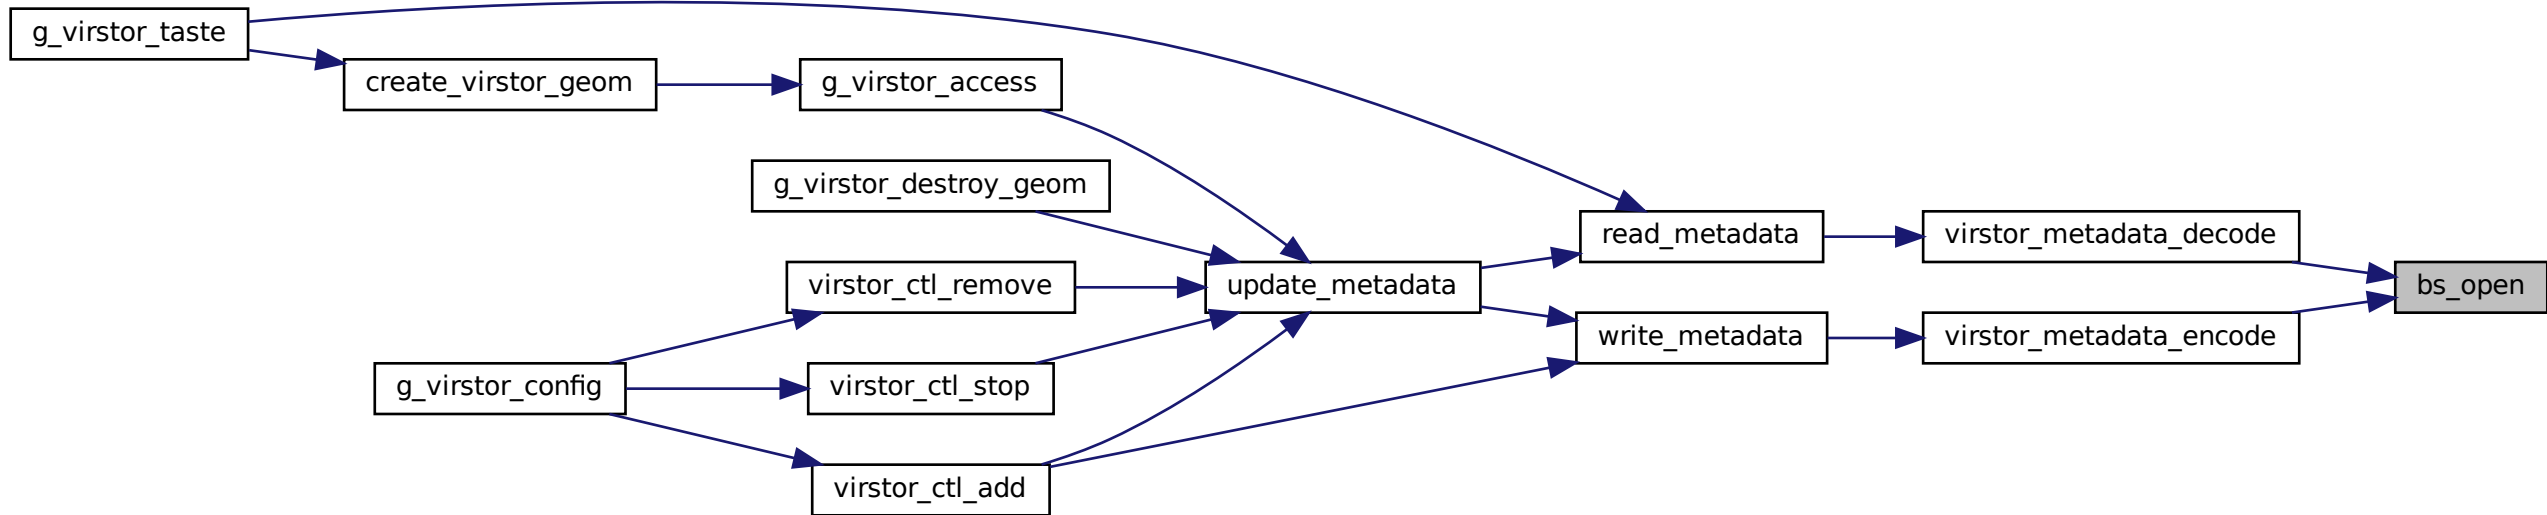 g_virstor_taste
create_virstor_geom
g_virstor_access
g_virstor_destroy_geom
read_metadata
virstor_metadata_decode
virstor_ctl_remove
update_metadata
bs_open
write_metadata
virstor_metadata_encode
g_virstor_config
virstor_ctl_stop
virstor_ctl_add